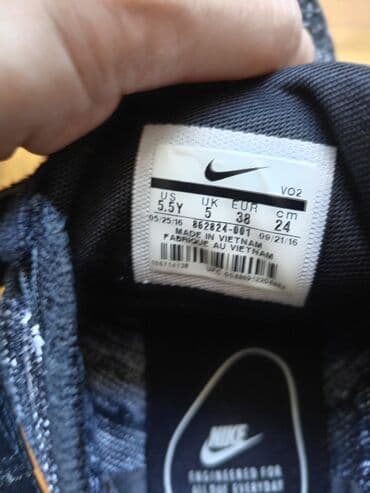 VO2
US UK EUR cm
5.5Y 5 38 24
05/25/16 862824-001 09/21/16
MADE IN VIETNAM
FABRIQUE AU VIETNAM
NIKE
ENGINEERED FOR